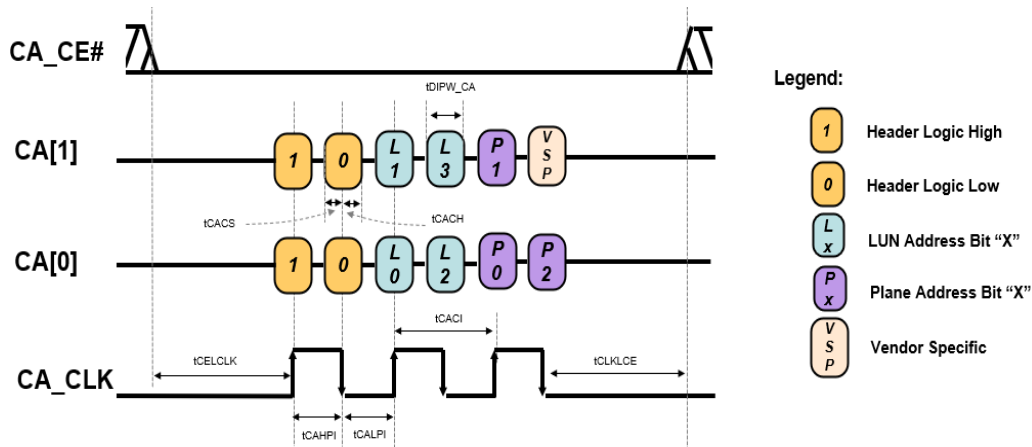 CA_CE#
tDIPW_CA
Legend:
CA[1]
1
0
L
1
L
3
P
1
V
S
P
1
Header Logic High
0
Header Logic Low
tCACS
tCACH
L
x
LUN Address Bit “X”
CA[0]
1
0
L
0
L
2
P
0
P
2
P
x
Plane Address Bit “X”
V
S
P
Vendor Specific
tCACI
tCELCLK
tCLKLCE
CA_CLK
tCAHPI
tCALPI